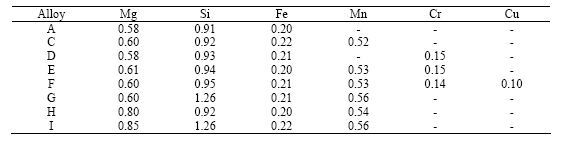 Alloy Mg Si Fe Mn Cr Cu
A 0.58 0.91 0.20 - - -
C 0.60 0.92 0.22 0.52 - -
D 0.58 0.93 0.21 - 0.15 -
E 0.61 0.94 0.20 0.53 0.15 -
F 0.60 0.95 0.21 0.53 0.14 0.10
G 0.60 1.26 0.21 0.56 - -
H 0.80 0.92 0.20 0.54 - -
I 0.85 1.26 0.22 0.56 - -